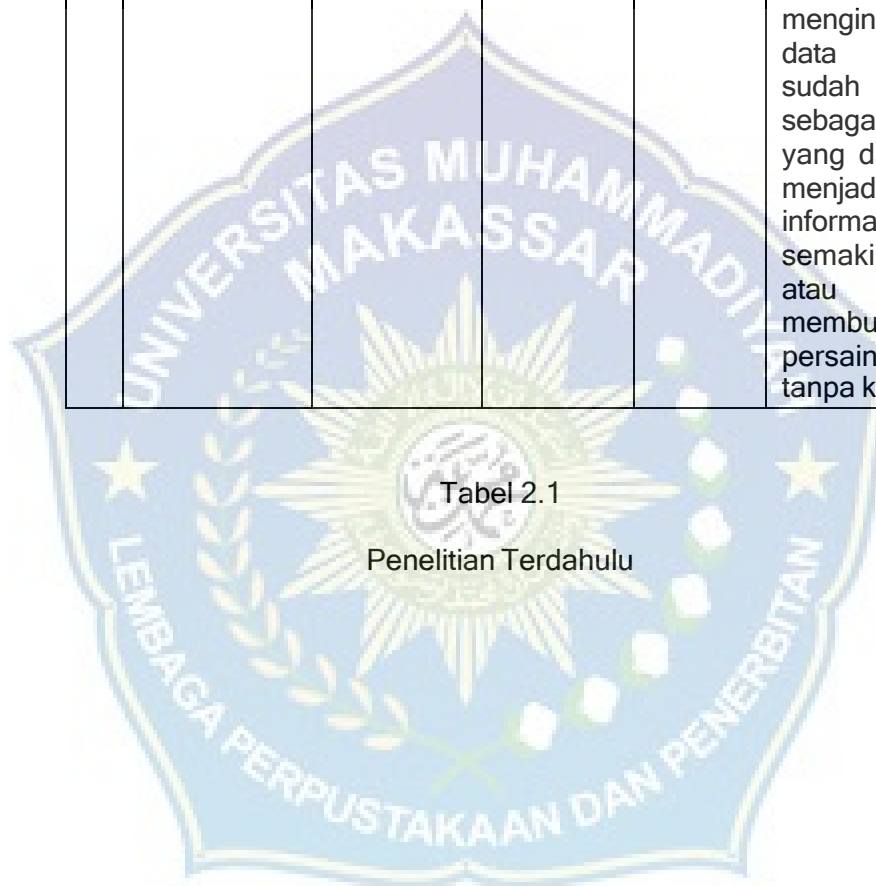 mengin
data
sudah
sebaga
yang d
menjad
informa
semaki
atau
membu
persain
tanpa k
UNIVERSITAS MUHAMMADIYAH
MAKASSAR
Tabel 2.1
Penelitian Terdahulu
LEMBAGA PERPUSTAKAAN DAN PENERBITAN